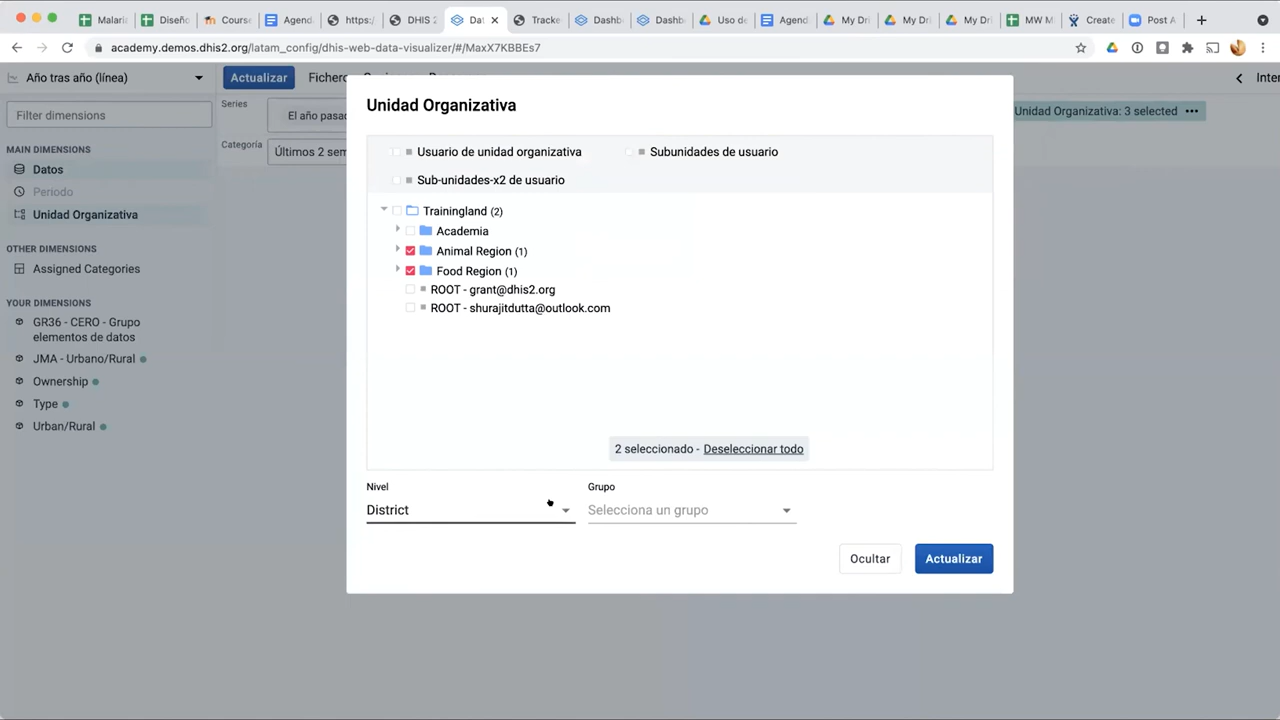 Malaria
Diseño
Course
Agenda
https:/
DHIS 2
Dat
Tracke
Dashb
Dashb
Uso de
Agend
My Dri
My Dri
My Dri
MW M
Create
Post A
academy.demos.dhis2.org/latam_config/dhis-web-data-visualizer/#/MaxX7KBBEs7
Año tras año (línea)
Actualizar
Fichero
Inter
Filter dimensions
MAIN DIMENSIONS
Datos
Periodo
Unidad Organizativa
OTHER DIMENSIONS
Assigned Categories
YOUR DIMENSIONS
GR36 - CERO - Grupo
elementos de datos
JMA - Urbano/Rural
Ownership
Type
Urban/Rural
Series
El año pasad
Categoría
Últimos 2 sem
Unidad Organizativa: 3 selected
Unidad Organizativa
Usuario de unidad organizativa
Subunidades de usuario
Sub-unidades-x2 de usuario
Trainingland (2)
Academia
Animal Region (1)
Food Region (1)
ROOT - grant@dhis2.org
ROOT - shurajitdutta@outlook.com
2 seleccionado - Deseleccionar todo
Nivel
District
Grupo
Selecciona un grupo
Ocultar
Actualizar